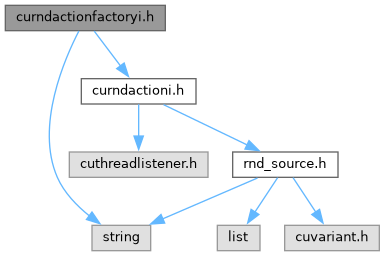 curndactionfactoryi.h
curndactioni.h
cuthreadlistener.h
rnd_source.h
string
list
cuvariant.h